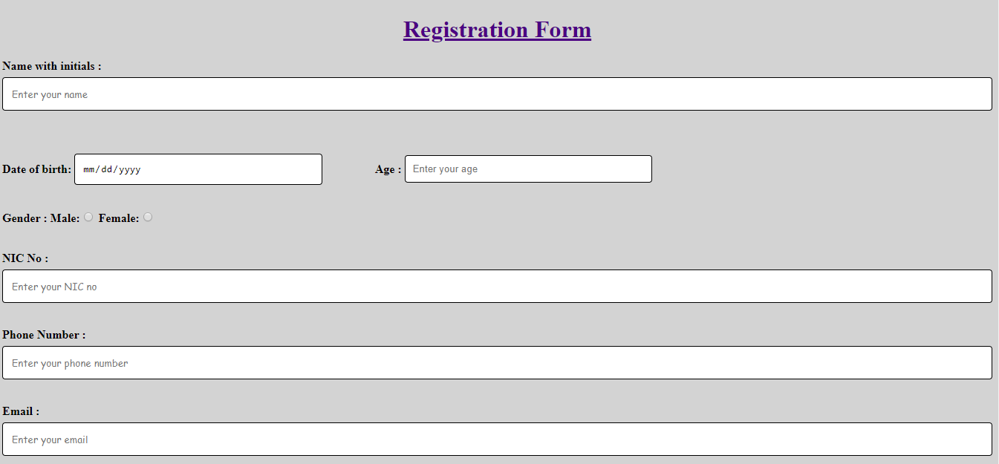 Registration Form
Name with initials :
Enter your name
Date of birth: mm/dd/yyyy Age : Enter your age
Gender : Male: Female:
NIC No :
Enter your NIC no
Phone Number :
Enter your phone number
Email :
Enter your email